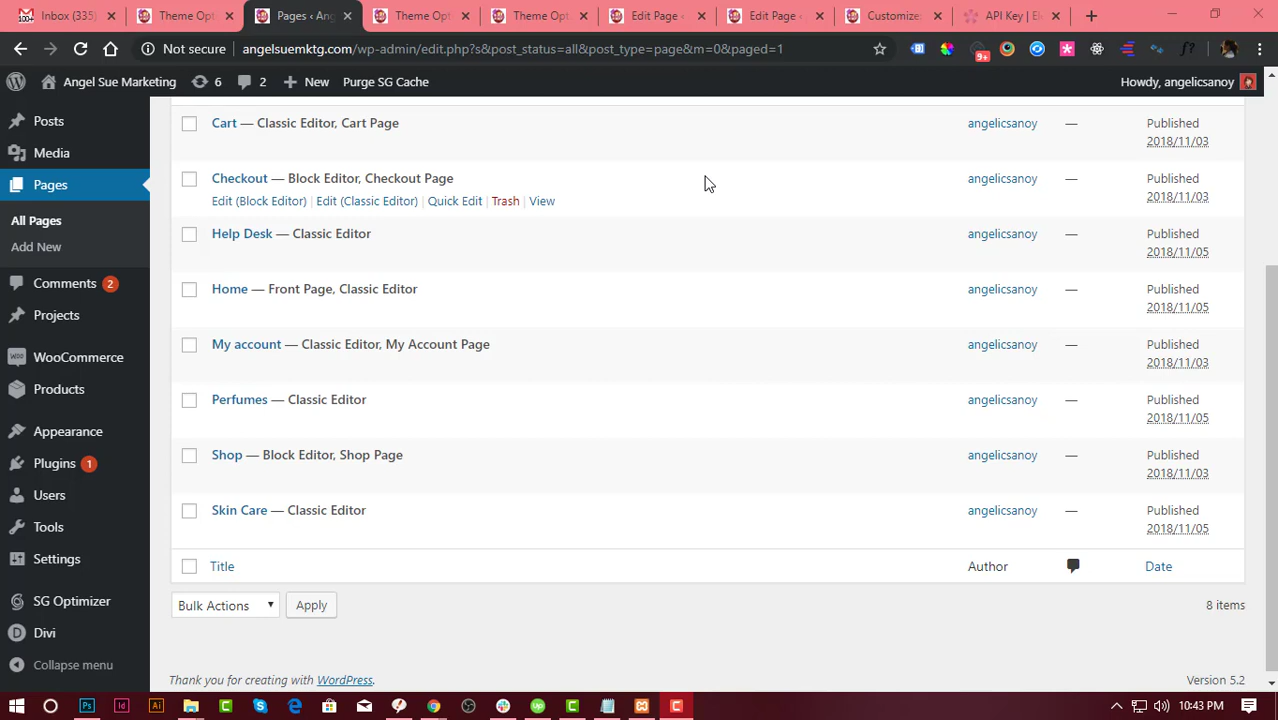 Inbox (335)
Theme Opti
Pages ‹ Ang
Theme Opti
Theme Opti
Edit Page ‹
Edit Page ‹
Customize:
API Key | Ele
Not secure
angelsuemktg.com/wp-admin/edit.php?s&post_status=all&post_type=page&m=0&paged=1
9+
f?
Angel Sue Marketing
6
2
New
Purge SG Cache
Howdy, angelicsanoy
Posts
Media
Pages
All Pages
Add New
Comments 2
Projects
WooCommerce
Products
Appearance
Plugins 1
Users
Tools
Settings
SG Optimizer
Divi
Collapse menu
Cart — Classic Editor, Cart Page
angelicsanoy
—
Published
2018/11/03
Checkout — Block Editor, Checkout Page
Edit (Block Editor) | Edit (Classic Editor) | Quick Edit | Trash | View
angelicsanoy
—
Published
2018/11/03
Help Desk — Classic Editor
angelicsanoy
—
Published
2018/11/05
Home — Front Page, Classic Editor
angelicsanoy
—
Published
2018/11/05
My account — Classic Editor, My Account Page
angelicsanoy
—
Published
2018/11/03
Perfumes — Classic Editor
angelicsanoy
—
Published
2018/11/05
Shop — Block Editor, Shop Page
angelicsanoy
—
Published
2018/11/03
Skin Care — Classic Editor
angelicsanoy
—
Published
2018/11/05
Title
Author
Date
Bulk Actions
Apply
8 items
Thank you for creating with WordPress.
Version 5.2
10:43 PM